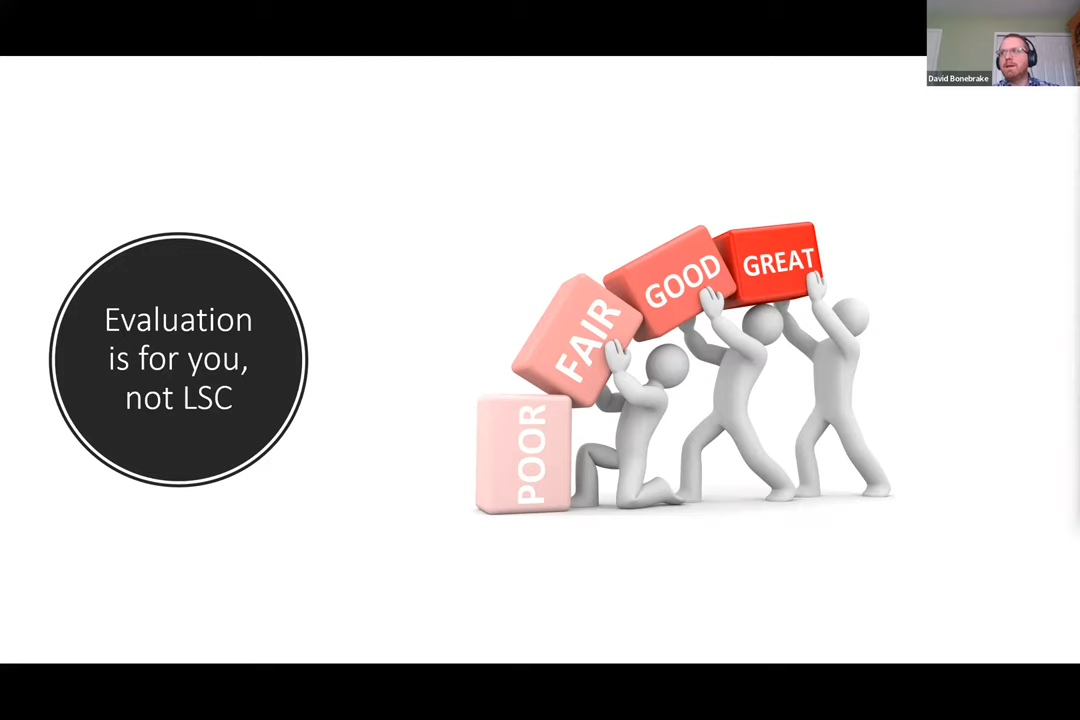 David Bonebrake
Evaluation
is for you,
not LSC
POOR
FAIR
GOOD
GREAT